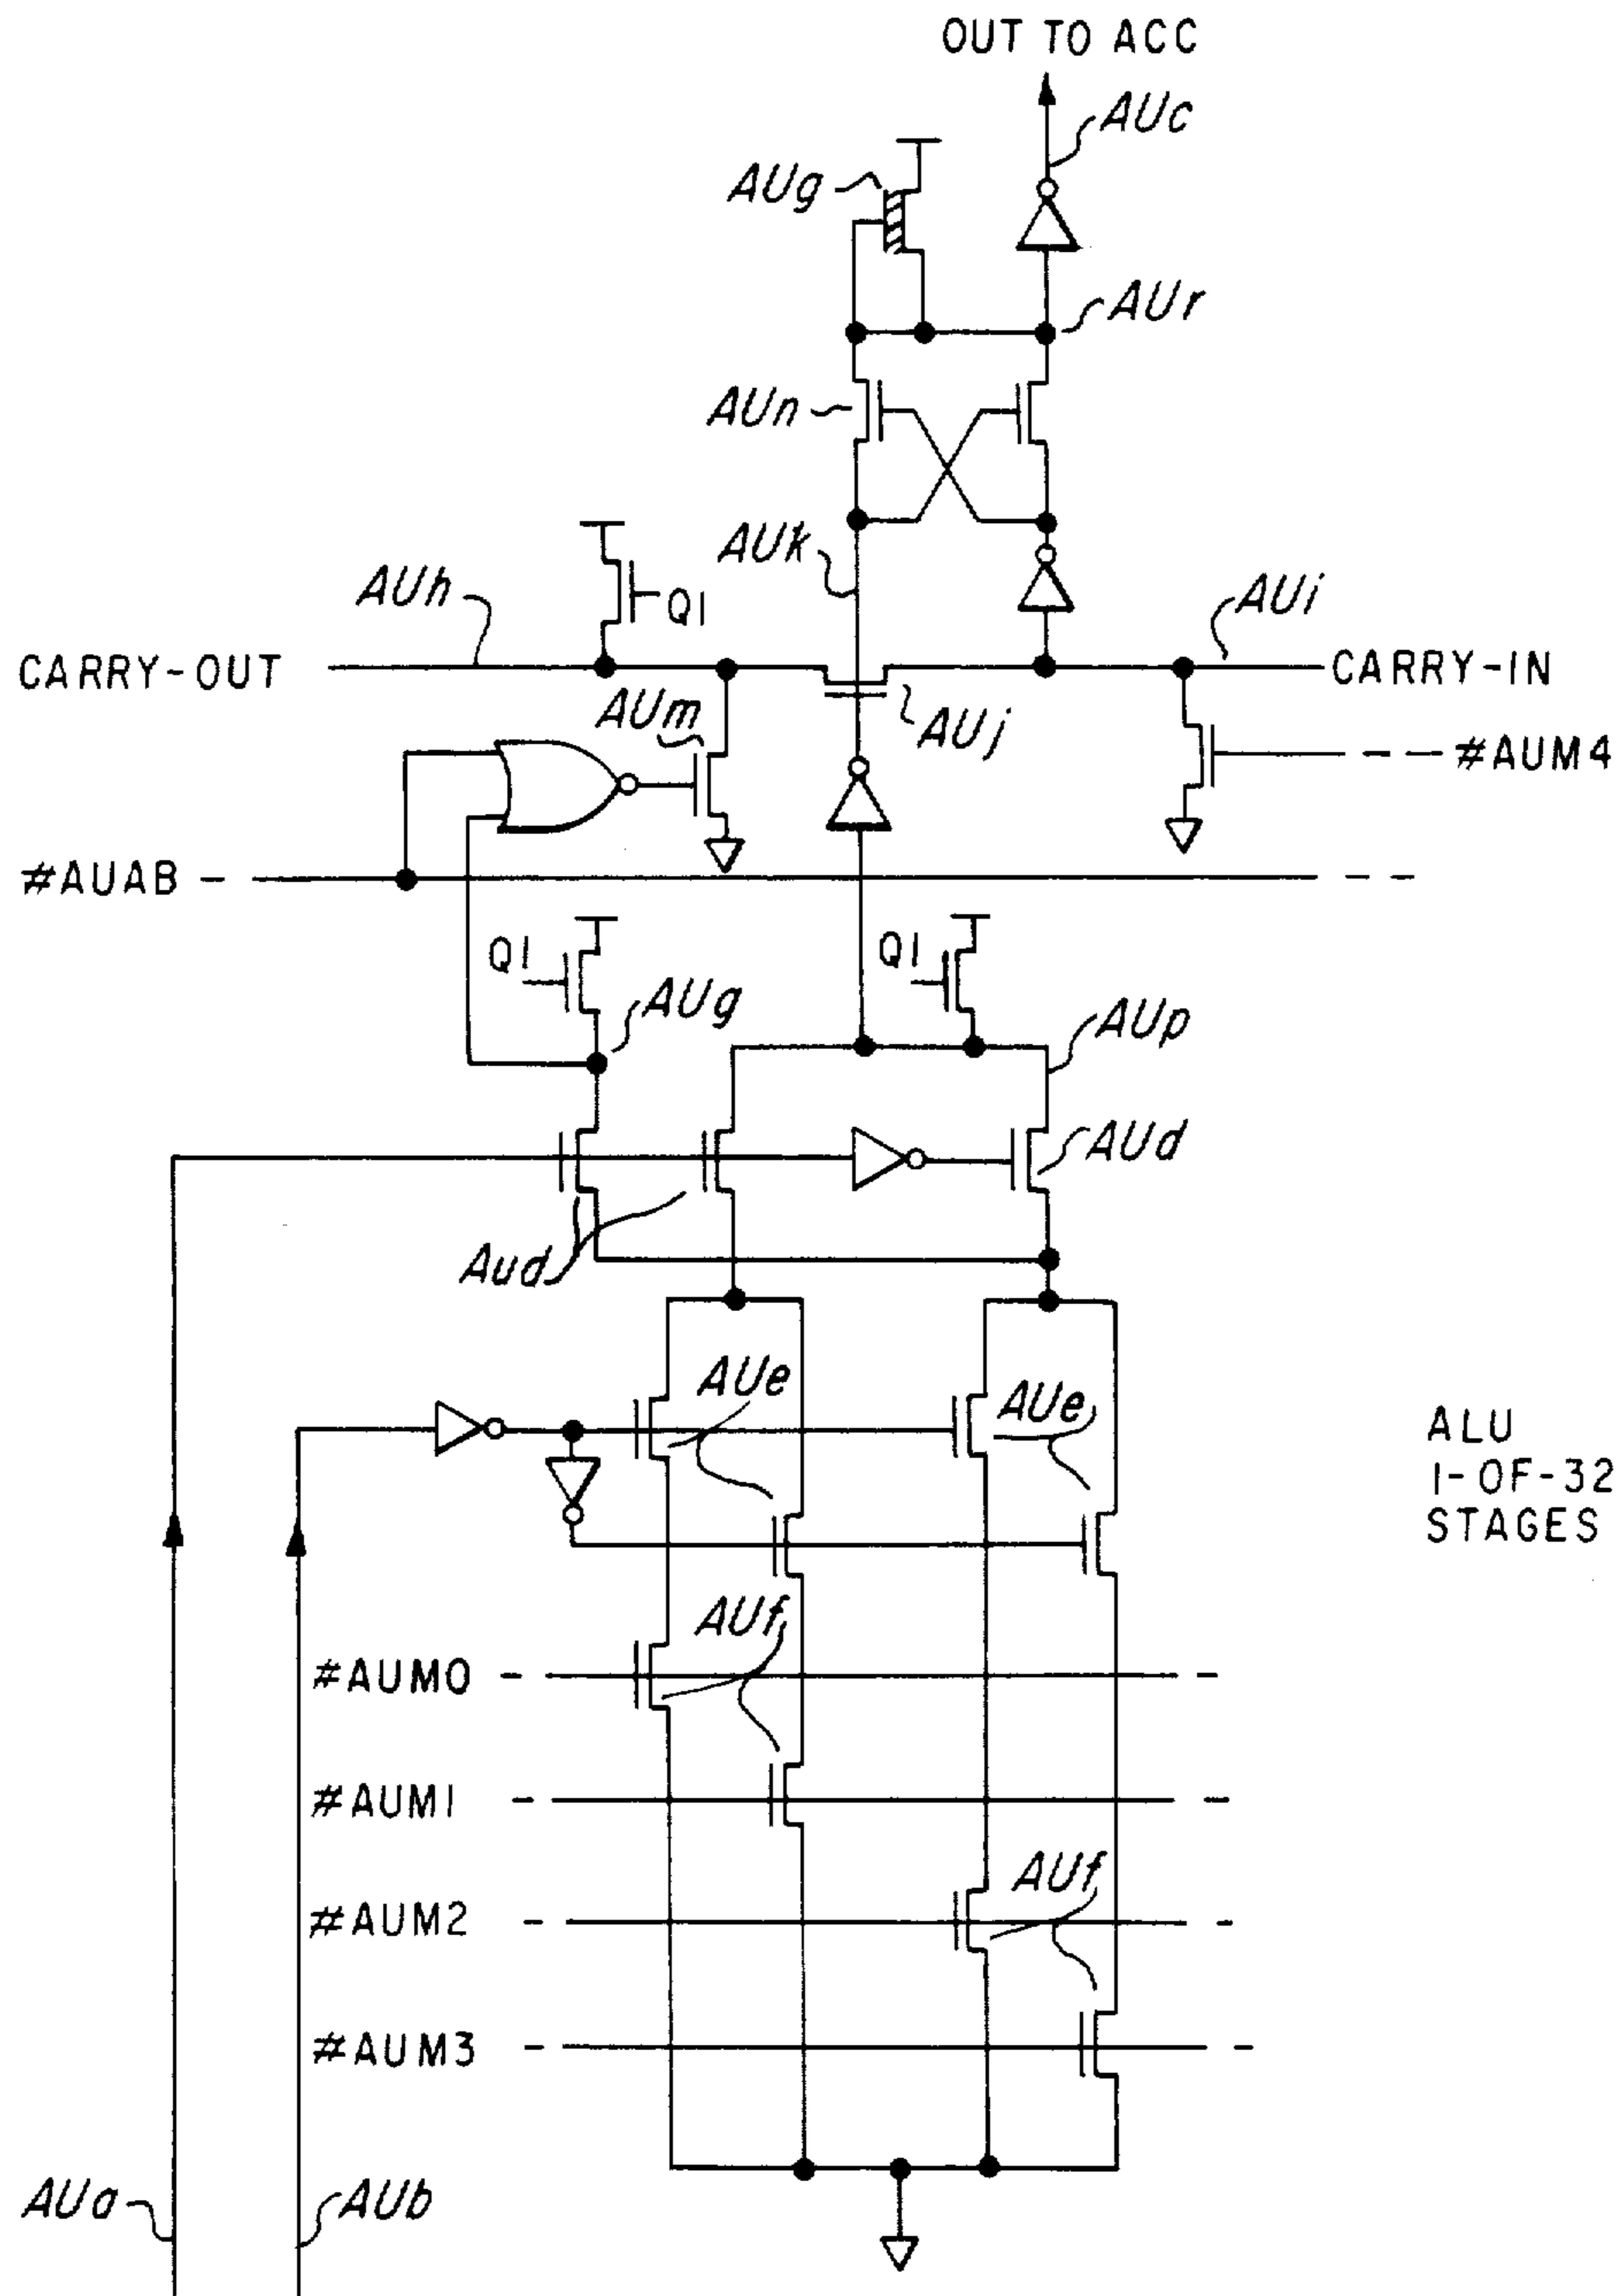 OUT TO ACC
AUc
AUg
AUr
AUn
AUk
AUh
Q1
AUi
CARRY-OUT
CARRY-IN
AUm
AUj
#AUM4
#AUAB
Q1
Q1
AUg
AUp
AUd
Aud
AUe
AUe
ALU
1-OF-32
STAGES
AUf
#AUM0
#AUM1
AUf
#AUM2
#AUM3
AUa
AUb